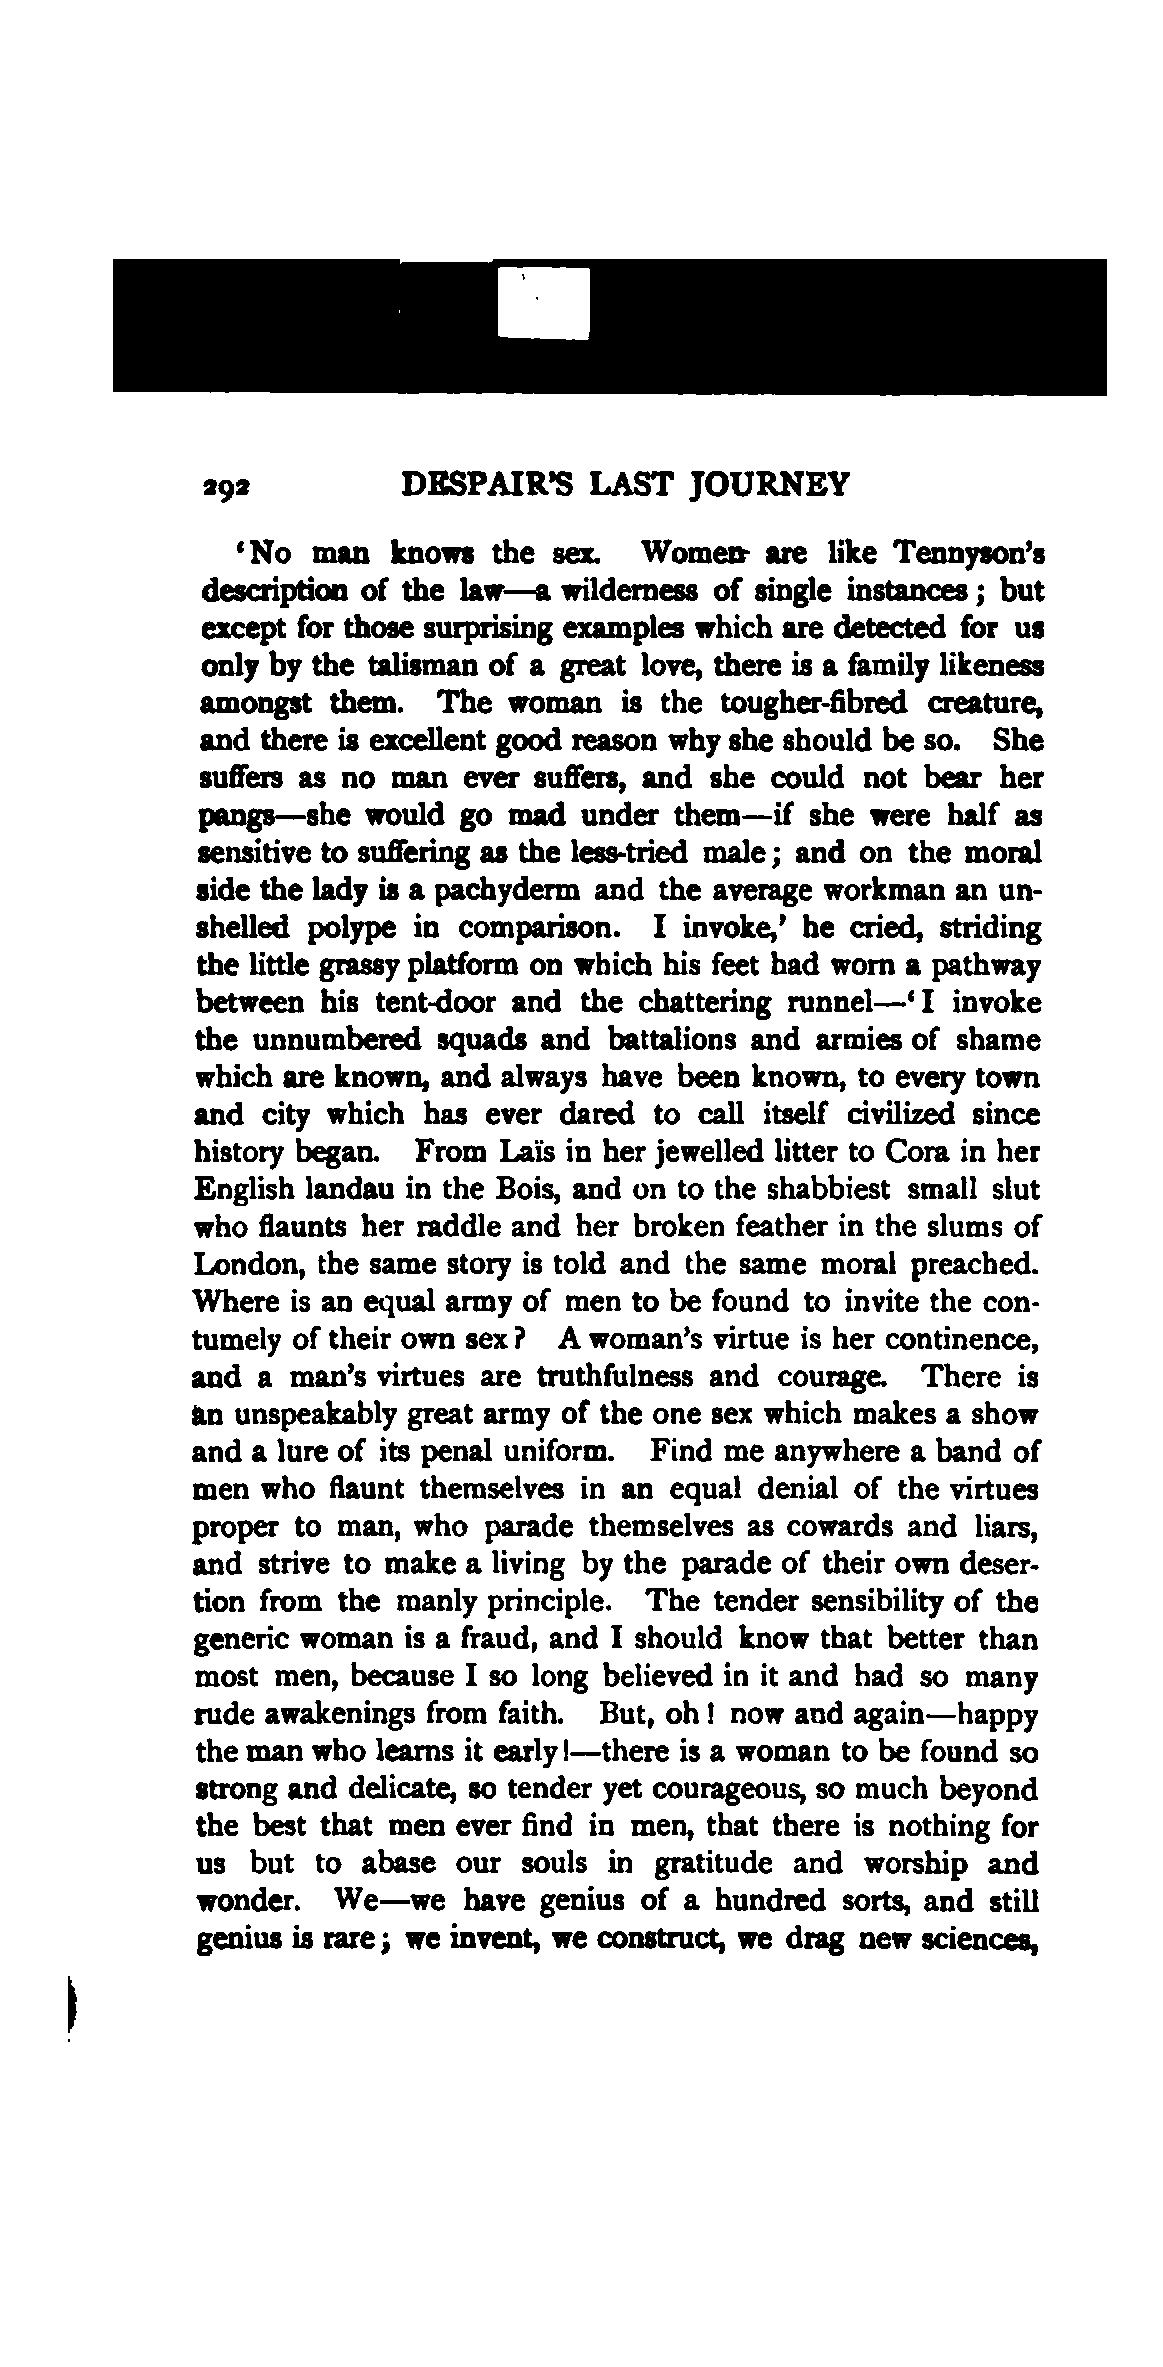 292 DESPAIR'S LAST JOURNEY
'No man knows the sex. Women are like Tennyson's
description of the law—a wilderness of single instances; but
except for those surprising examples which are detected for us
only by the talisman of a great love, there is a family likeness
amongst them. The woman is the tougher-fibred creature,
and there is excellent good reason why she should be so. She
suffers as no man ever suffers, and she could not bear her
pangs—she would go mad under them—if she were half as
sensitive to suffering as the less-tried male; and on the moral
side the lady is a pachyderm and the average workman an un-
shelled polype in comparison. I invoke,' he cried, striding
the little grassy platform on which his feet had worn a pathway
between his tent-door and the chattering runnel—'I invoke
the unnumbered squads and battalions and armies of shame
which are known, and always have been known, to every town
and city which has ever dared to call itself civilized since
history began. From Laïs in her jewelled litter to Cora in her
English landau in the Bois, and on to the shabbiest small slut
who flaunts her raddle and her broken feather in the slums of
London, the same story is told and the same moral preached.
Where is an equal army of men to be found to invite the con-
tumely of their own sex? A woman's virtue is her continence,
and a man's virtues are truthfulness and courage. There is
an unspeakably great army of the one sex which makes a show
and a lure of its penal uniform. Find me anywhere a band of
men who flaunt themselves in an equal denial of the virtues
proper to man, who parade themselves as cowards and liars,
and strive to make a living by the parade of their own deser-
tion from the manly principle. The tender sensibility of the
generic woman is a fraud, and I should know that better than
most men, because I so long believed in it and had so many
rude awakenings from faith. But, oh! now and again—happy
the man who learns it early!—there is a woman to be found so
strong and delicate, so tender yet courageous, so much beyond
the best that men ever find in men, that there is nothing for
us but to abase our souls in gratitude and worship and
wonder. We—we have genius of a hundred sorts, and still
genius is rare; we invent, we construct, we drag new sciences,